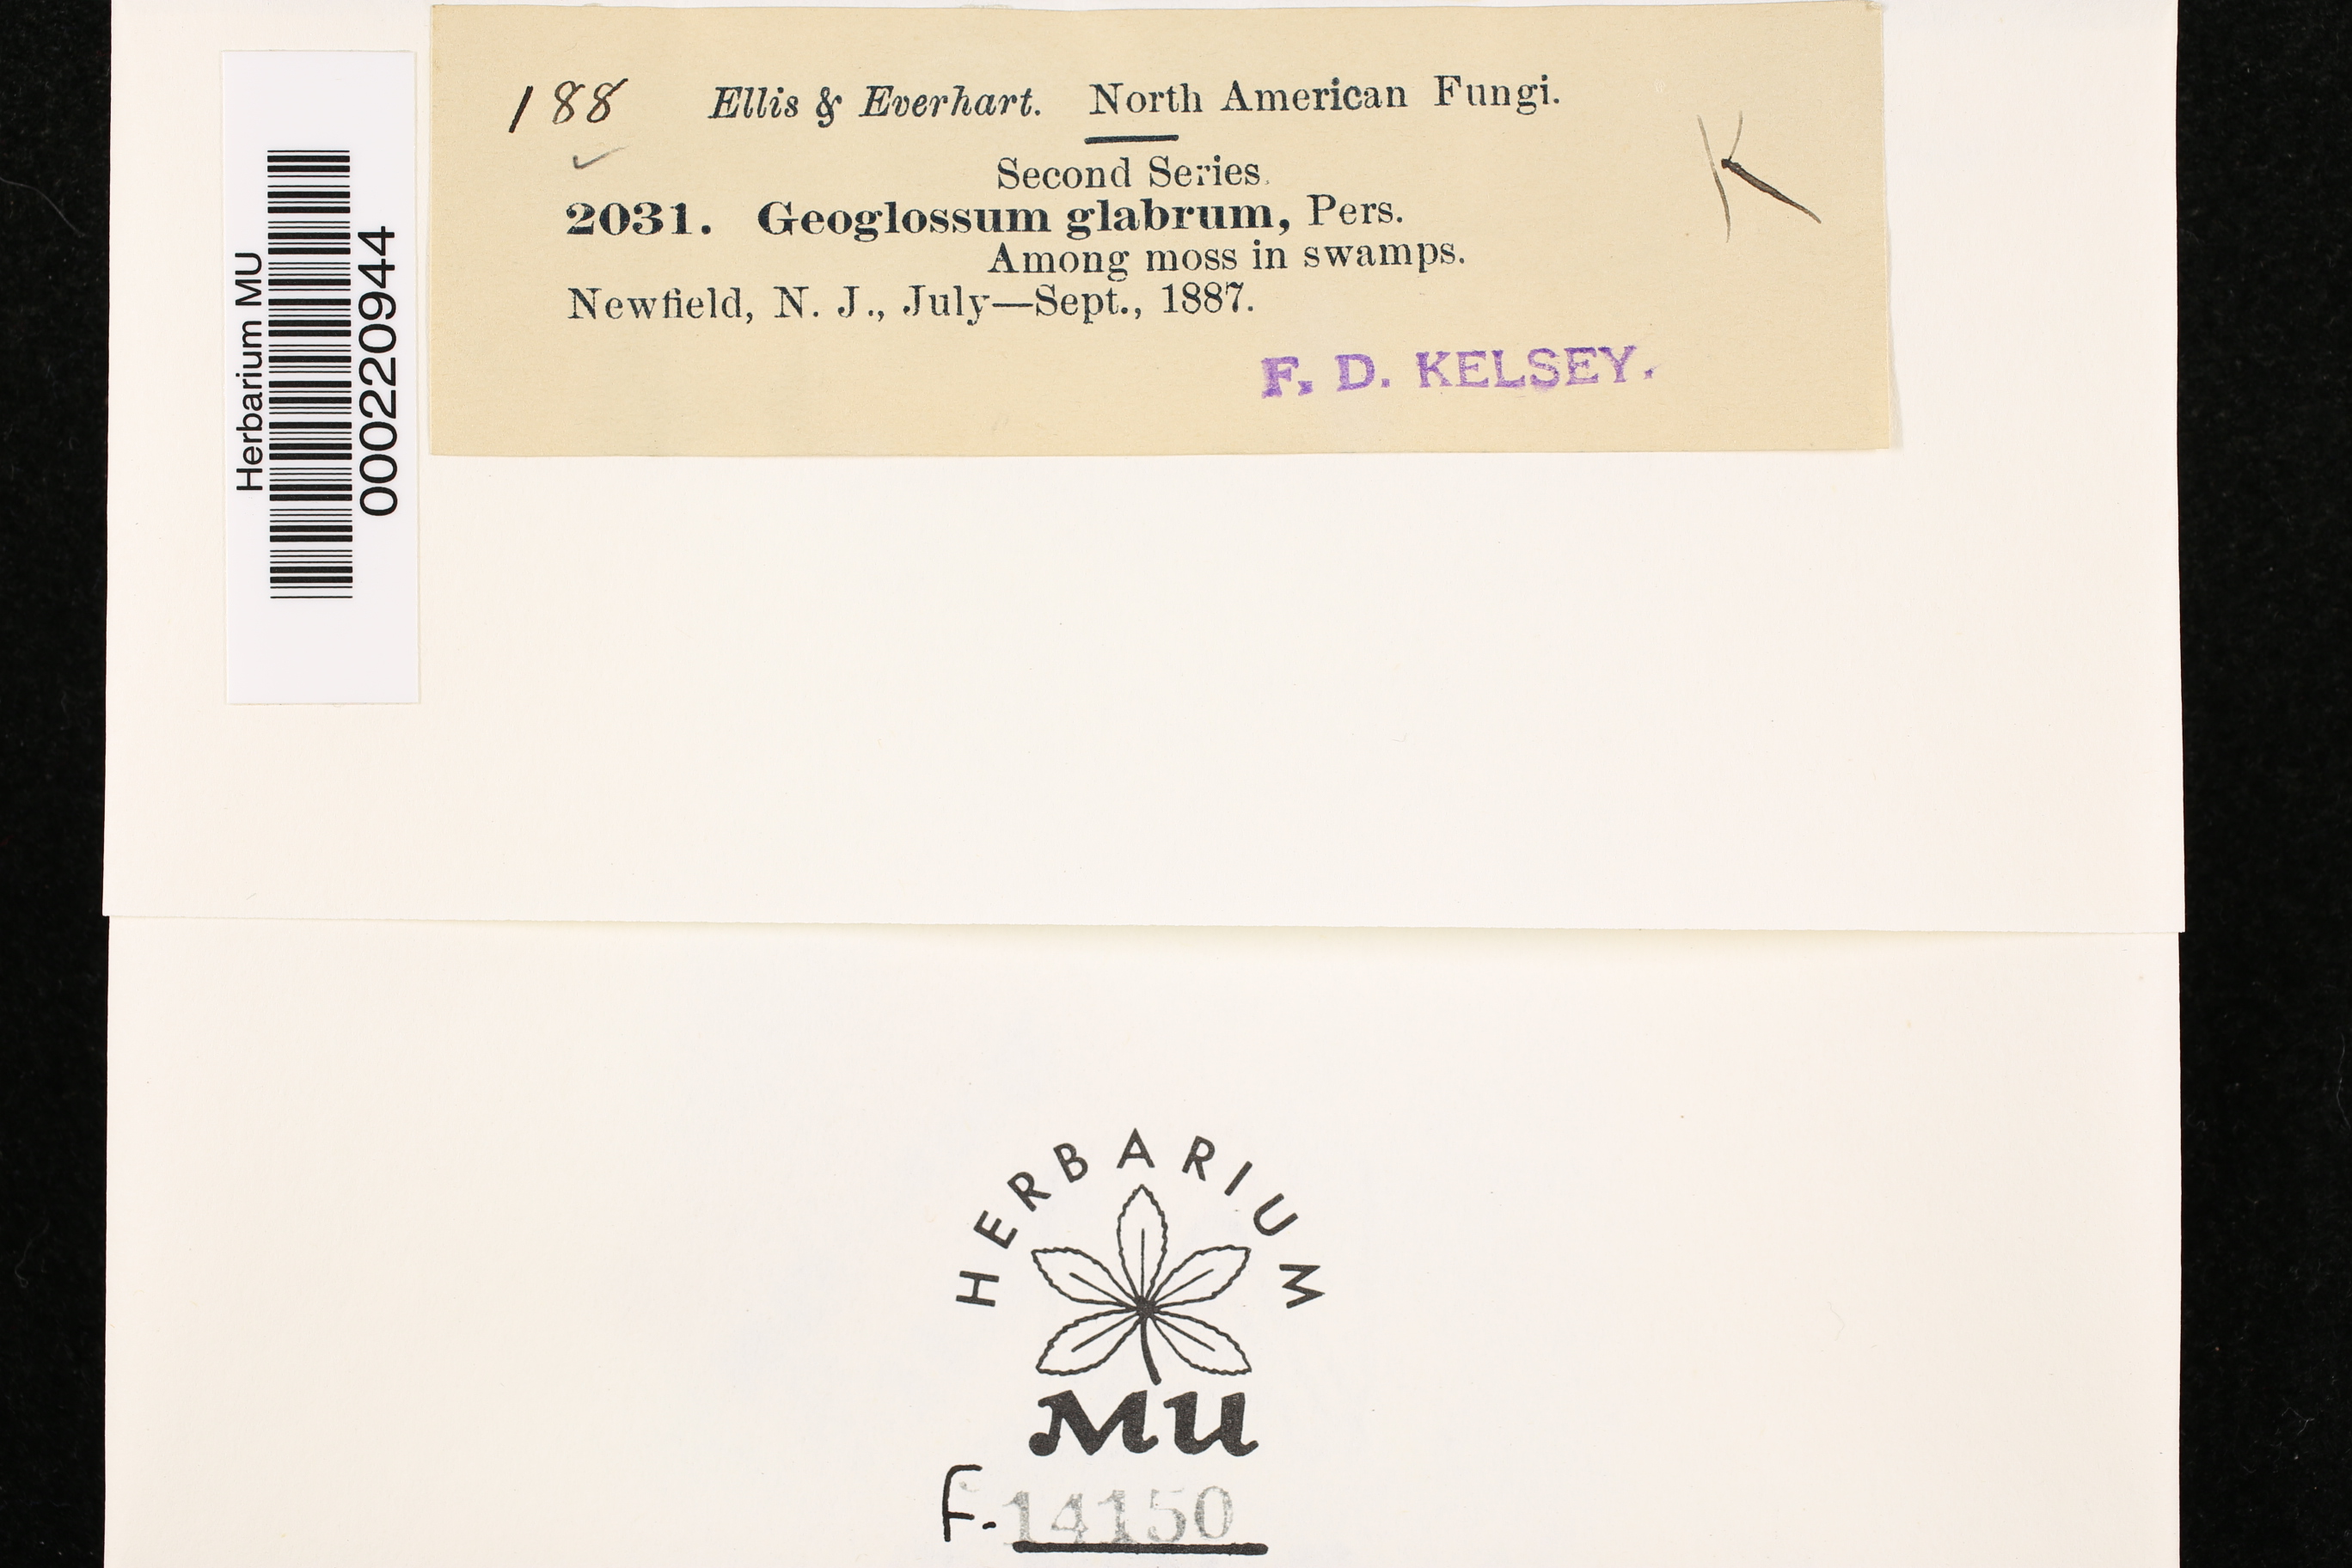 188 Ellis & Everhart. North American Fungi.
Second Series.
K
2031. Geoglossum glabrum, Pers.
Among moss in swamps.
Newfield, N. J., July—Sept., 1887.
F. D. KELSEY.
Herbarium MU
000220944
HERBARIUM
MU
F. 14150